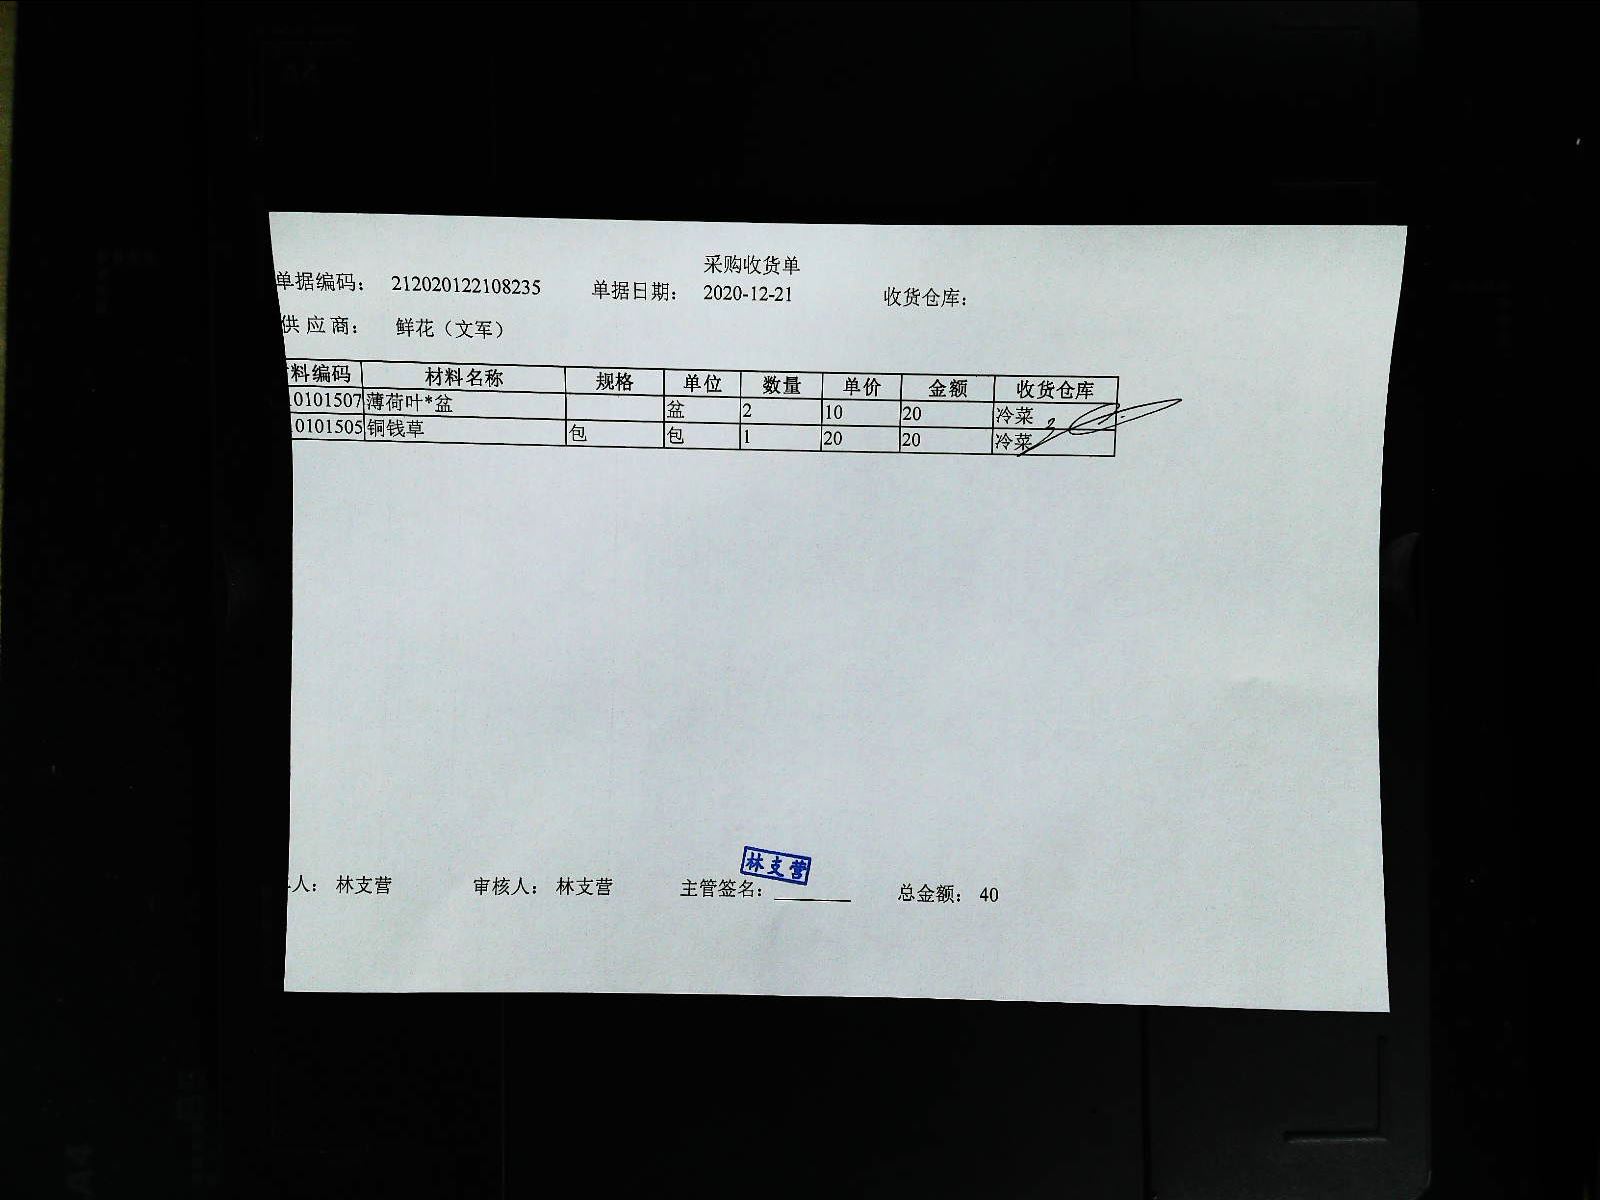 采购收货单
单据编码： 212020122108235 单据日期： 2020-12-21 收货仓库：
供 应 商： 鲜花（文军）
料编码 材料名称 规格 单位 数量 单价 金额 收货仓库
0101507 薄荷叶*盆 盆 2 10 20 冷菜
0101505 铜钱草 包 包 1 20 20 冷菜
林支营
人： 林支营 审核人： 林支营 主管签名： 总金额： 40